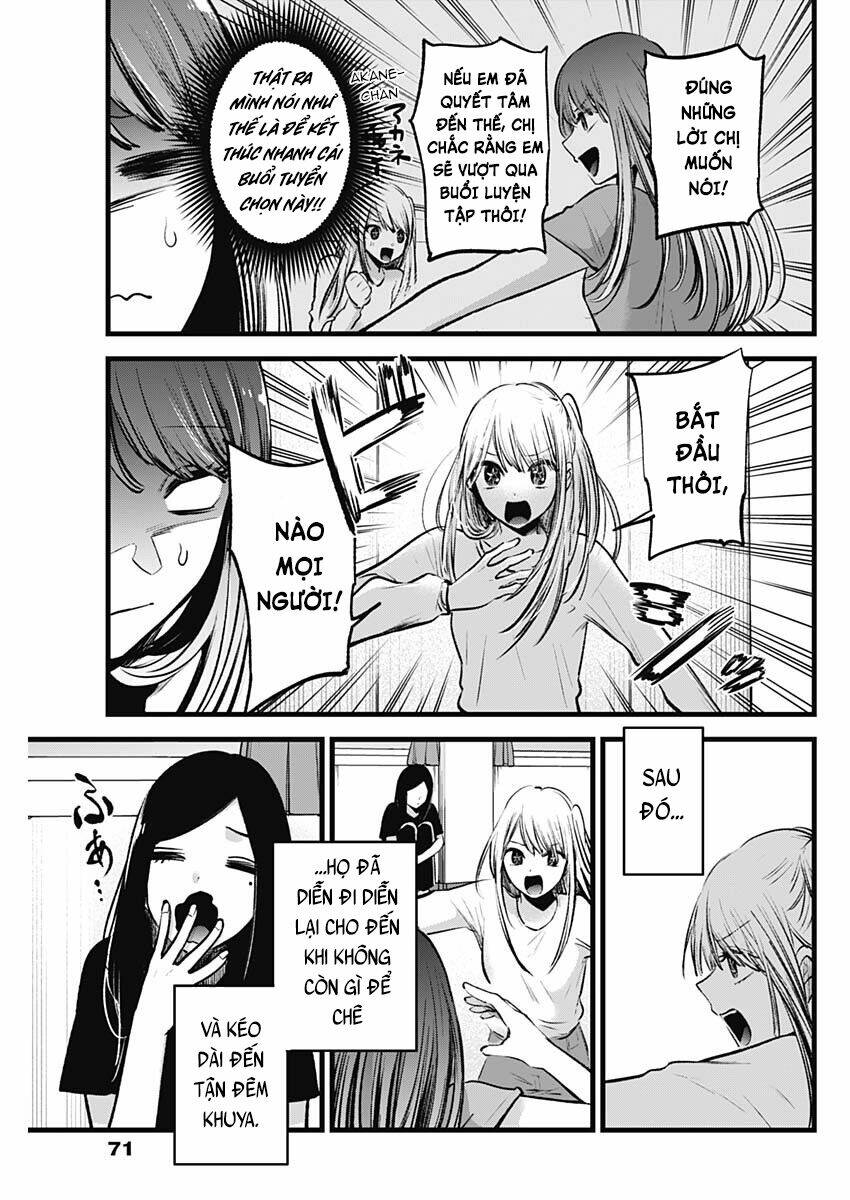 ĐÚNG
NHỮNG
LỜI CHỊ
MUỐN
NÓI!
NẾU EM ĐÃ
QUYẾT TÂM
ĐẾN THẾ, CHỊ
CHẮC RẰNG EM
SẼ VƯỢT QUA
BUỔI LUYỆN
TẬP THÔI!
AKANE-
CHAN
アカネ
THẬT RA
MÌNH NÓI NHƯ
THẾ LÀ ĐỂ KẾT
THÚC NHANH CÁI
BUỔI TUYỂN
CHỌN NÀY!!
BẮT
ĐẦU
THÔI,
NÀO
MỌI
NGƯỜI!
SAU
ĐÓ...
...HỌ ĐÃ
DIỄN ĐI DIỄN
LẠI CHO ĐẾN
KHI KHÔNG
CÒN GÌ ĐỂ
CHÊ
ふぁ…
VÀ KÉO
DÀI ĐẾN
TẬN ĐÊM
KHUYA.
71